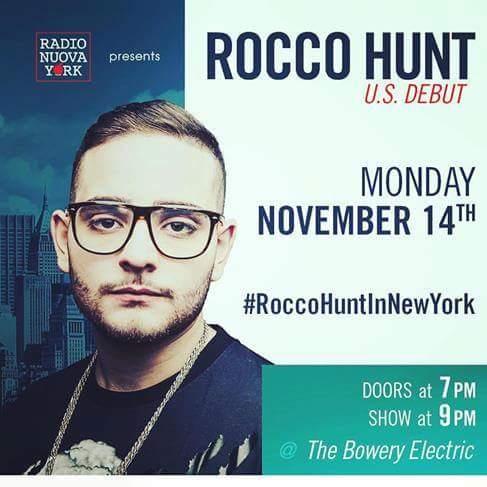 RADIO
NUOVA
YORK
presents
ROCCO HUNT
U.S. DEBUT
MONDAY
NOVEMBER 14TH
#RoccoHuntInNewYork
DOORS at 7PM
SHOW at 9PM
@ The Bowery Electric